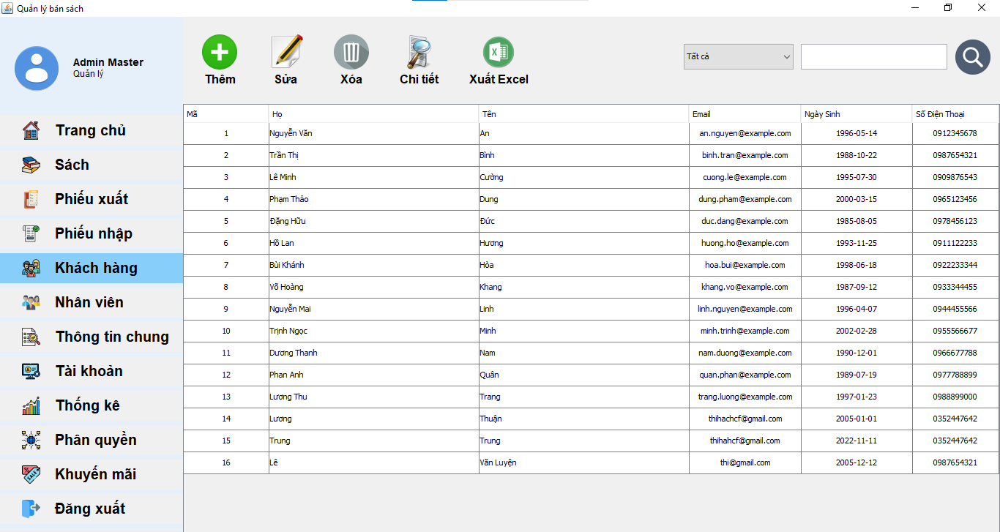 Quản lý bán sách
Admin Master
Quản lý
Thêm
Sửa
Xóa
Chi tiết
Xuất Excel
Tất cả
Trang chủ
Sách
Phiếu xuất
Phiếu nhập
Khách hàng
Nhân viên
Thông tin chung
Tài khoản
Thống kê
Phân quyền
Khuyến mãi
Đăng xuất
Mã Họ Tên Email Ngày Sinh Số Điện Thoại
1 Nguyễn Văn An an.nguyen@example.com 1996-05-14 0912345678
2 Trần Thị Bình binh.tran@example.com 1988-10-22 0987654321
3 Lê Minh Cường cuong.le@example.com 1995-07-30 0909876543
4 Phạm Thảo Dung dung.pham@example.com 2000-03-15 0965123456
5 Đặng Hữu Đức duc.dang@example.com 1985-08-05 0978456123
6 Hồ Lan Hương huong.ho@example.com 1993-11-25 0911122233
7 Bùi Khánh Hòa hoa.bui@example.com 1998-06-18 0922233344
8 Võ Hoàng Khang khang.vo@example.com 1987-09-12 0933344455
9 Nguyễn Mai Linh linh.nguyen@example.com 1996-04-07 0944455566
10 Trịnh Ngọc Minh minh.trinh@example.com 2002-02-28 0955566677
11 Dương Thanh Nam nam.duong@example.com 1990-12-01 0966677788
12 Phan Anh Quân quan.phan@example.com 1989-07-19 0977788899
13 Lương Thu Trang trang.luong@example.com 1997-01-23 0988899000
14 Lương Thuận thihachcf@gmail.com 2005-01-01 0352447642
15 Trung Trung thihahcf@gmail.com 2022-11-11 0352447642
16 Lê Văn Luyện thi@gmail.com 2005-12-12 0987654321